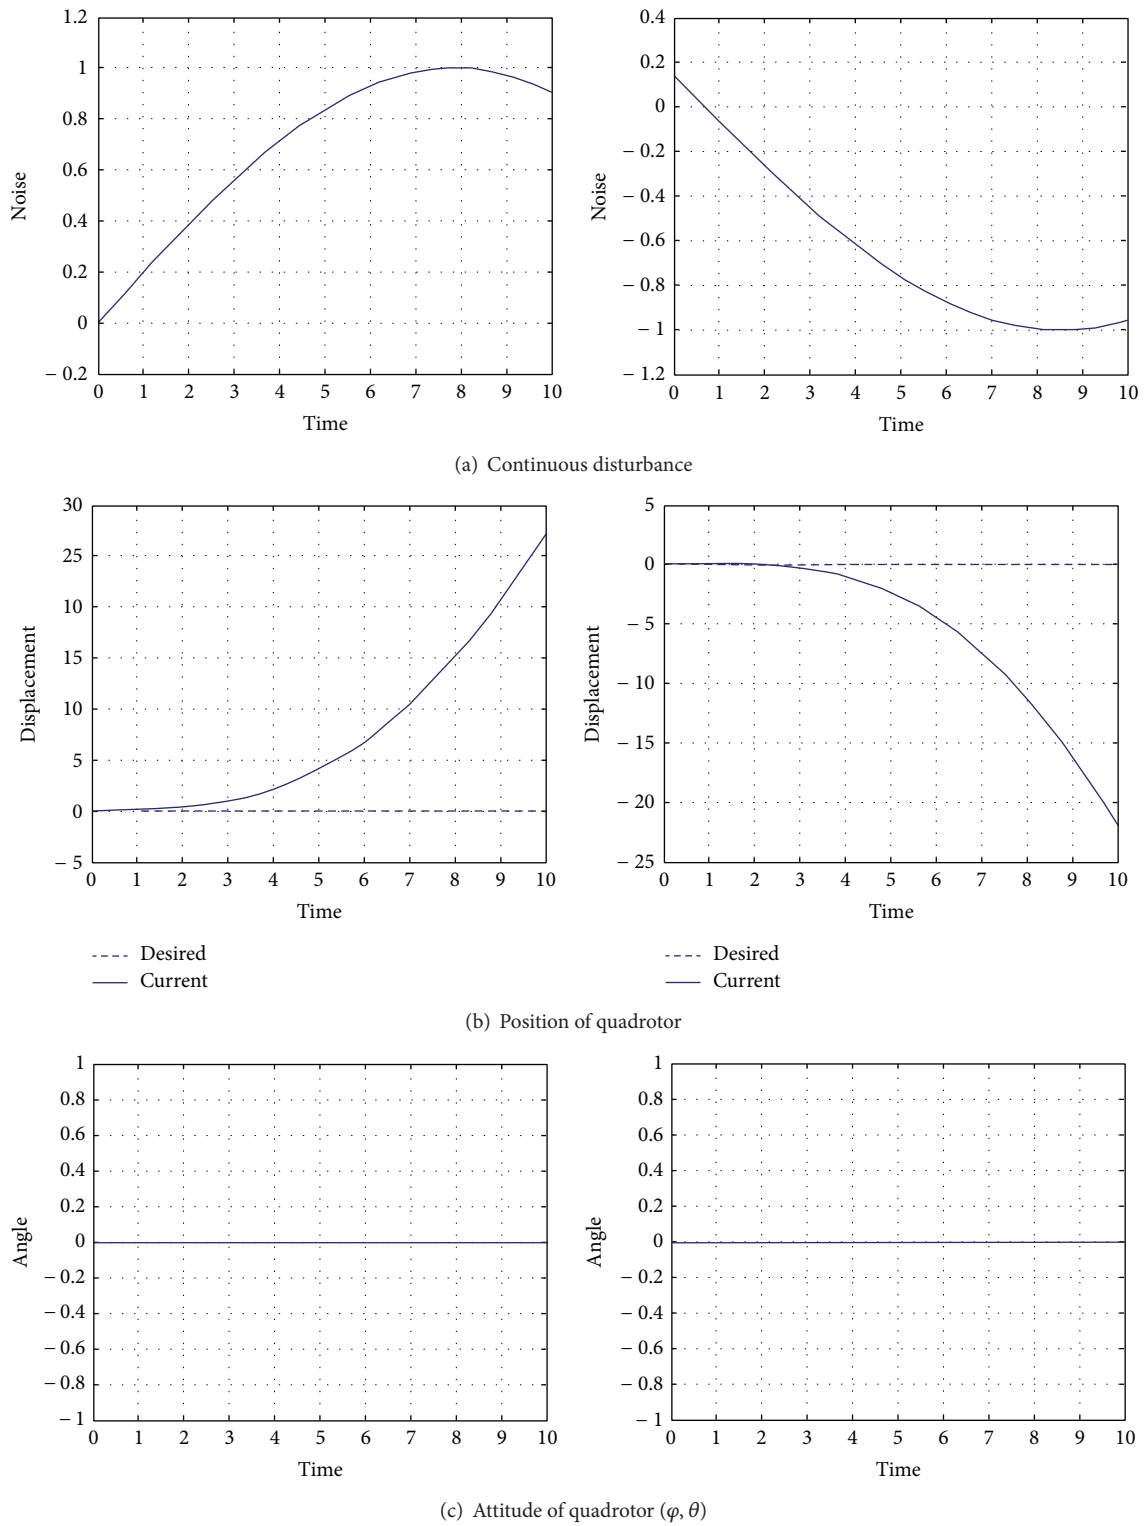 1.2
1
0.8
0.6
0.4
0.2
0
− 0.2
Noise
0 1 2 3 4 5 6 7 8 9 10
Time
0.4
0.2
0
− 0.2
− 0.4
− 0.6
− 0.8
− 1
− 1.2
Noise
0 1 2 3 4 5 6 7 8 9 10
Time
(a) Continuous disturbance
30
25
10
15
10
5
0
− 5
Displacement
0 1 2 3 4 5 6 7 8 9 10
Time
Desired
Current
5
0
− 5
− 10
− 15
− 20
− 25
Displacement
0 1 2 3 4 5 6 7 8 9 10
Time
Desired
Current
(b) Position of quadrotor
1
0.8
0.6
0.4
0.2
0
− 0.2
− 0.4
− 0.6
− 0.8
− 1
Angle
0 1 2 3 4 5 6 7 8 9 10
Time
1
0.8
0.6
0.4
0.2
0
− 0.2
− 0.4
− 0.6
− 0.8
− 1
Angle
0 1 2 3 4 5 6 7 8 9 10
Time
(c) Attitude of quadrotor (φ, θ)